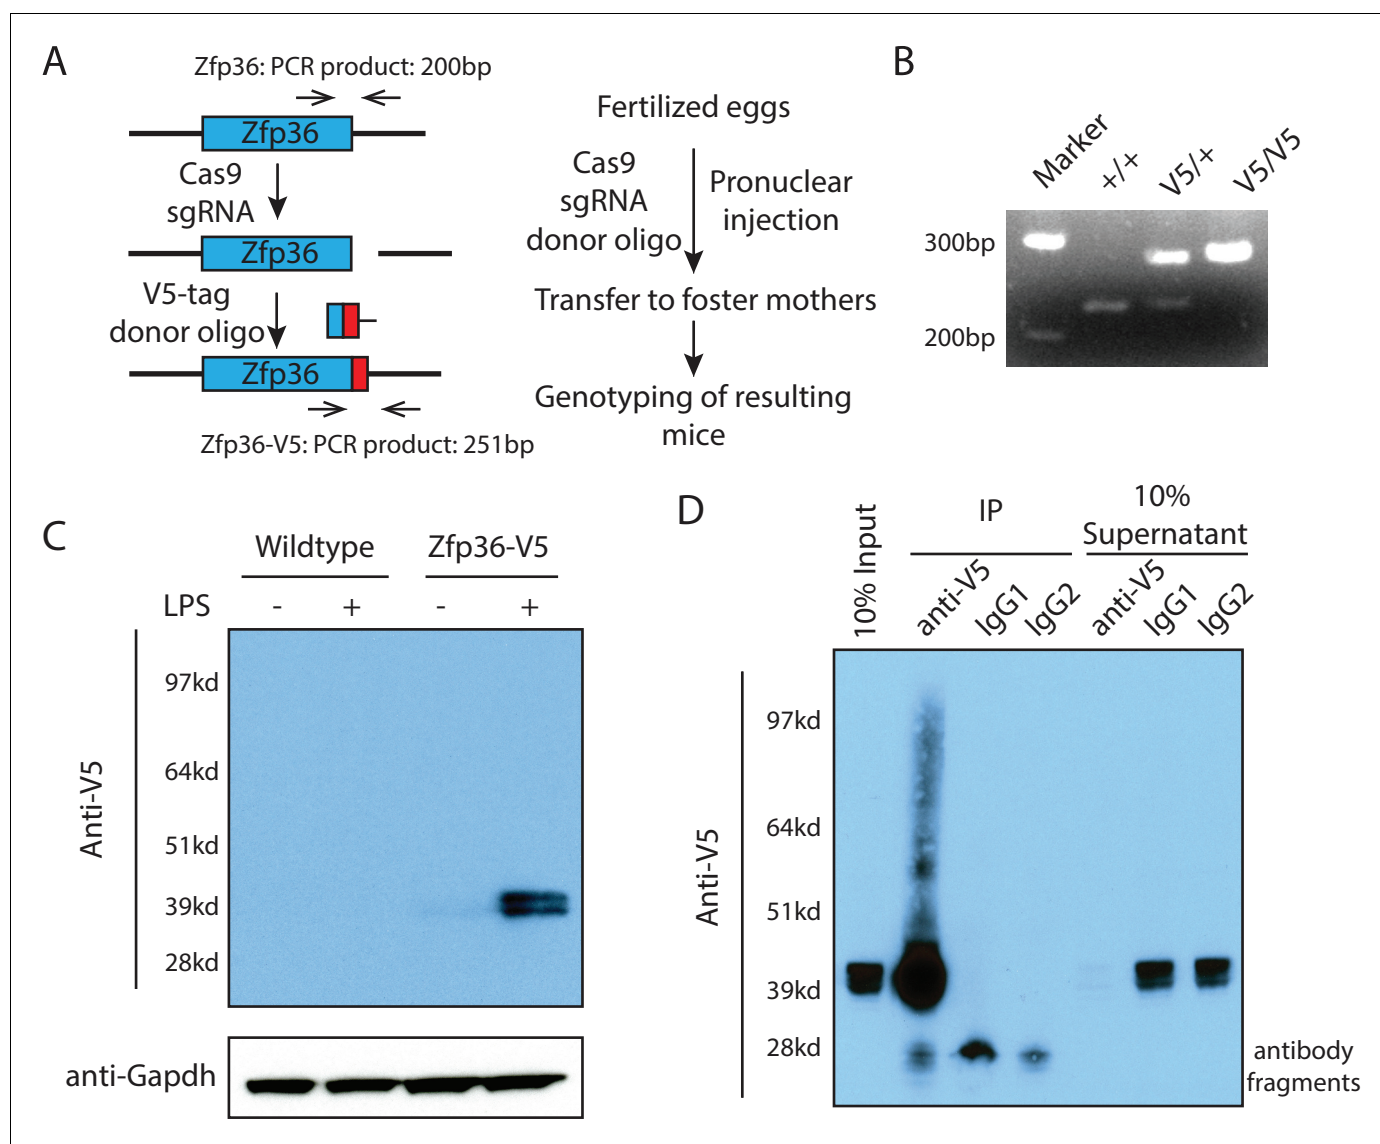 A
Zfp36: PCR product: 200bp
Zfp36
Cas9
sgRNA
Zfp36
V5-tag
donor oligo
Zfp36
Zfp36-V5: PCR product: 251bp
Fertilized eggs
Cas9
sgRNA
donor oligo
Pronuclear
injection
Transfer to foster mothers
Genotyping of resulting
mice
B
Marker
+/+
V5/+
V5/V5
300bp
200bp
C
Wildtype
Zfp36-V5
LPS
-
+
-
+
Anti-V5
97kd
64kd
51kd
39kd
28kd
anti-Gapdh
D
10% Input
IP
10%
Supernatant
anti-V5
IgG1
IgG2
anti-V5
IgG1
IgG2
Anti-V5
97kd
64kd
51kd
39kd
28kd
antibody
fragments